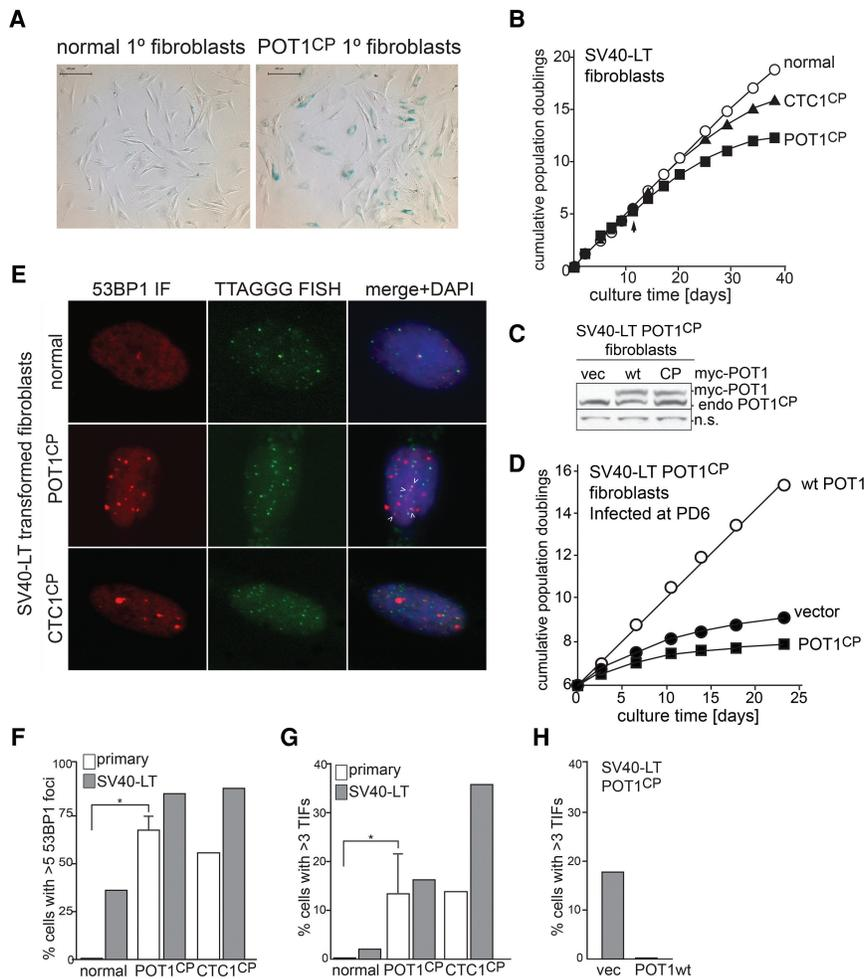 A
normal 1º fibroblasts POT1CP 1º fibroblasts
B
SV40-LT
fibroblasts
normal
CTC1CP
POT1CP
cumulative population doublings
20
15
10
5
0
0 10 20 30 40
culture time [days]
C
SV40-LT POT1CP
fibroblasts
vec wt CP myc-POT1
myc-POT1
endo POT1CP
n.s.
D
SV40-LT POT1CP
fibroblasts
Infected at PD6
wt POT1
vector
POT1CP
cumulative population doublings
16
14
12
10
8
6
0 5 10 15 20 25
culture time [days]
E
53BP1 IF TTAGGG FISH merge+DAPI
SV40-LT transformed fibroblasts
normal
POT1CP
CTC1CP
F
primary
SV40-LT
*
% cells with >5 53BP1 foci
100
75
50
25
0
normal POT1CP CTC1CP
G
primary
SV40-LT
*
% cells with >3 TIFs
40
30
20
10
0
normal POT1CP CTC1CP
H
SV40-LT
POT1CP
% cells with >3 TIFs
40
30
20
10
0
vec POT1wt